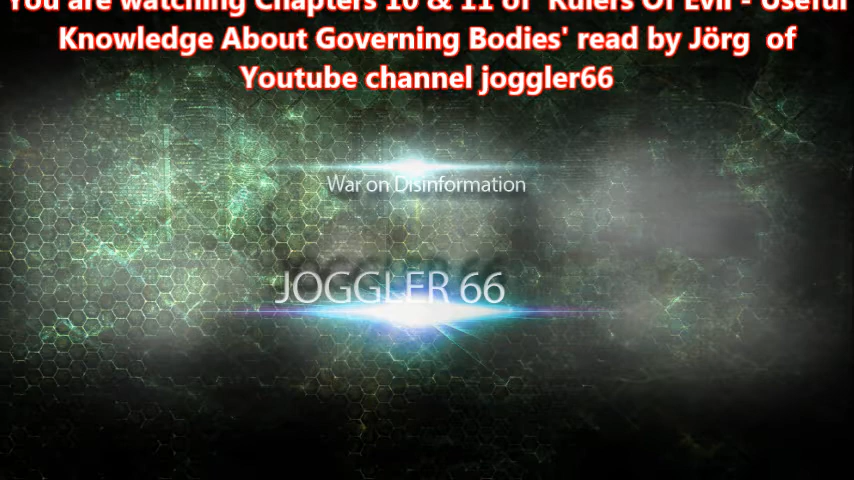 You are watching Chapters 10 & 11 of 'Rulers Of Evil - Useful
Knowledge About Governing Bodies' read by Jörg of
Youtube channel joggler66
War on Disinformation
JOGGLER 66